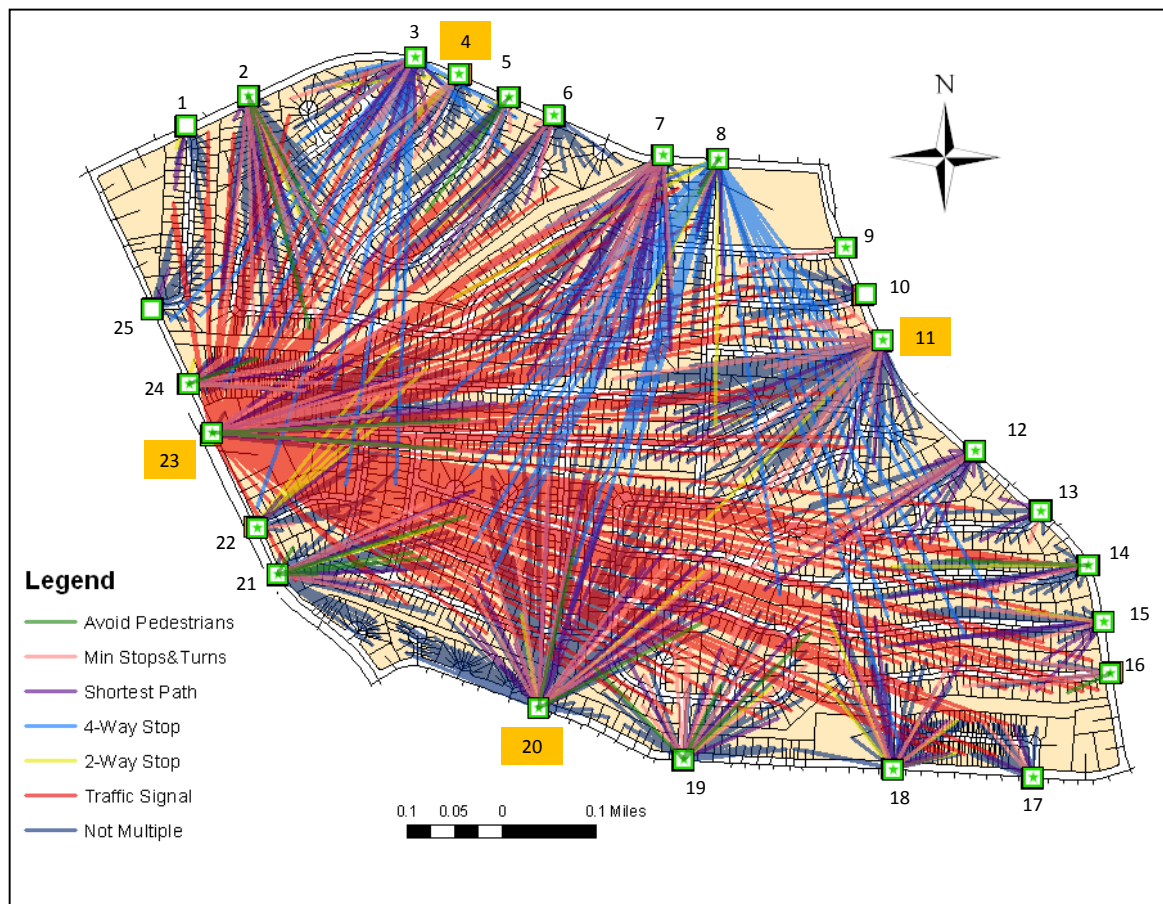 3
4
5
6
2
1
7
8
N
9
10
11
25
24
23
12
13
14
22
21
15
16
20
19
18
17
Legend
Avoid Pedestrians
Min Stops&Turns
Shortest Path
4-Way Stop
2-Way Stop
Traffic Signal
Not Multiple
0.1 0.05 0 0.1 Miles